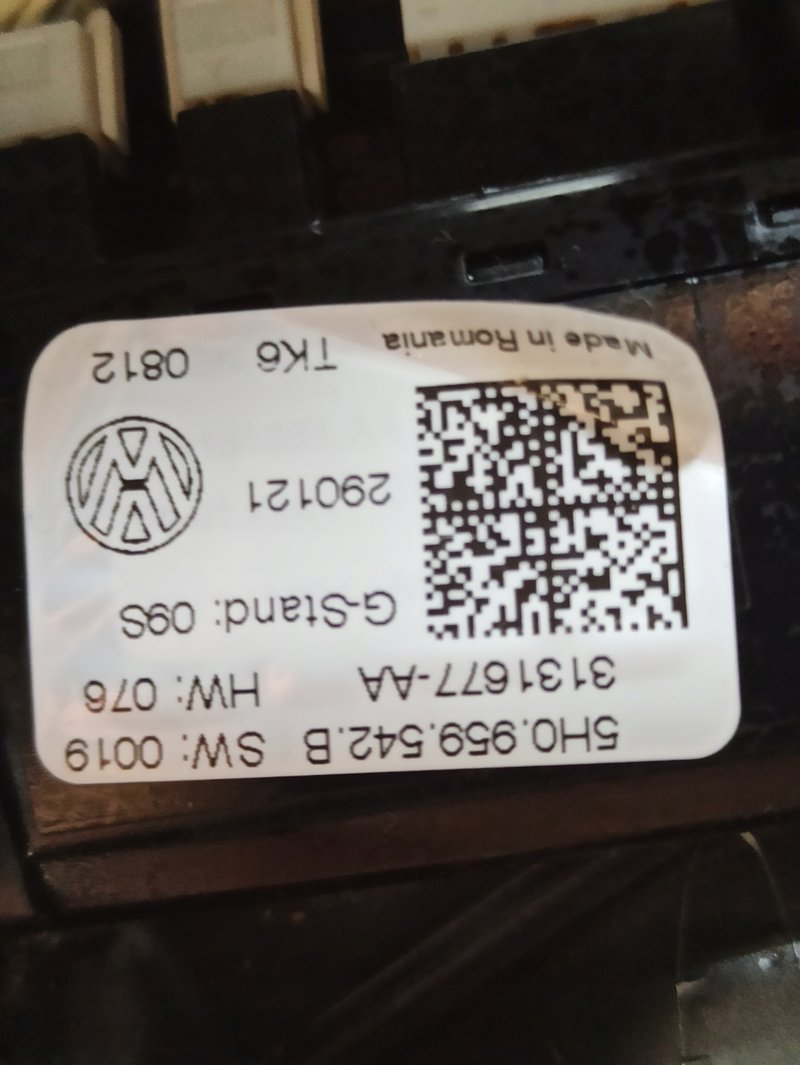 5H0.959.542.B SW: 0019
3131677-AA HW: 076
G-Stand: 09S
290121
TK6 0812
Made in Romania